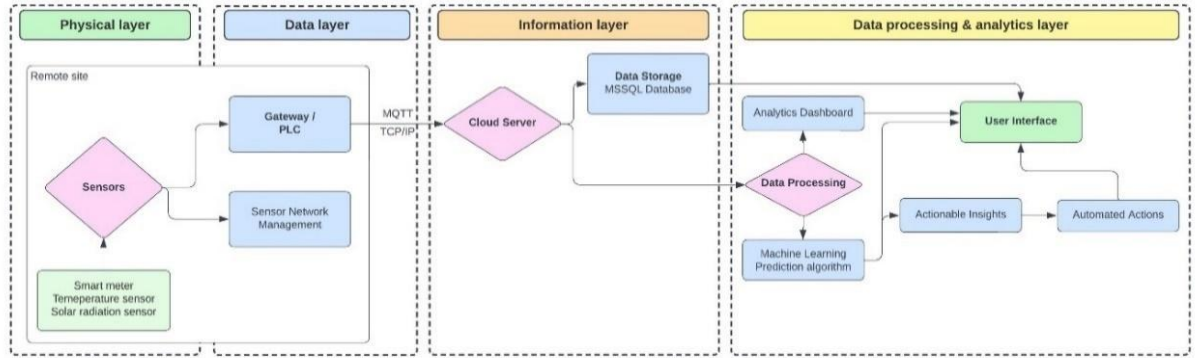 Physical layer
Data layer
Information layer
Data processing & analytics layer
Remote site
Gateway /
PLC
MQTT
TCP/IP
Cloud Server
Data Storage
MSSQL Database
Analytics Dashboard
User Interface
Sensors
Data Processing
Sensor Network
Management
Actionable Insights
Automated Actions
Machine Learning
Prediction algorithm
Smart meter
Temeperature sensor
Solar radiation sensor